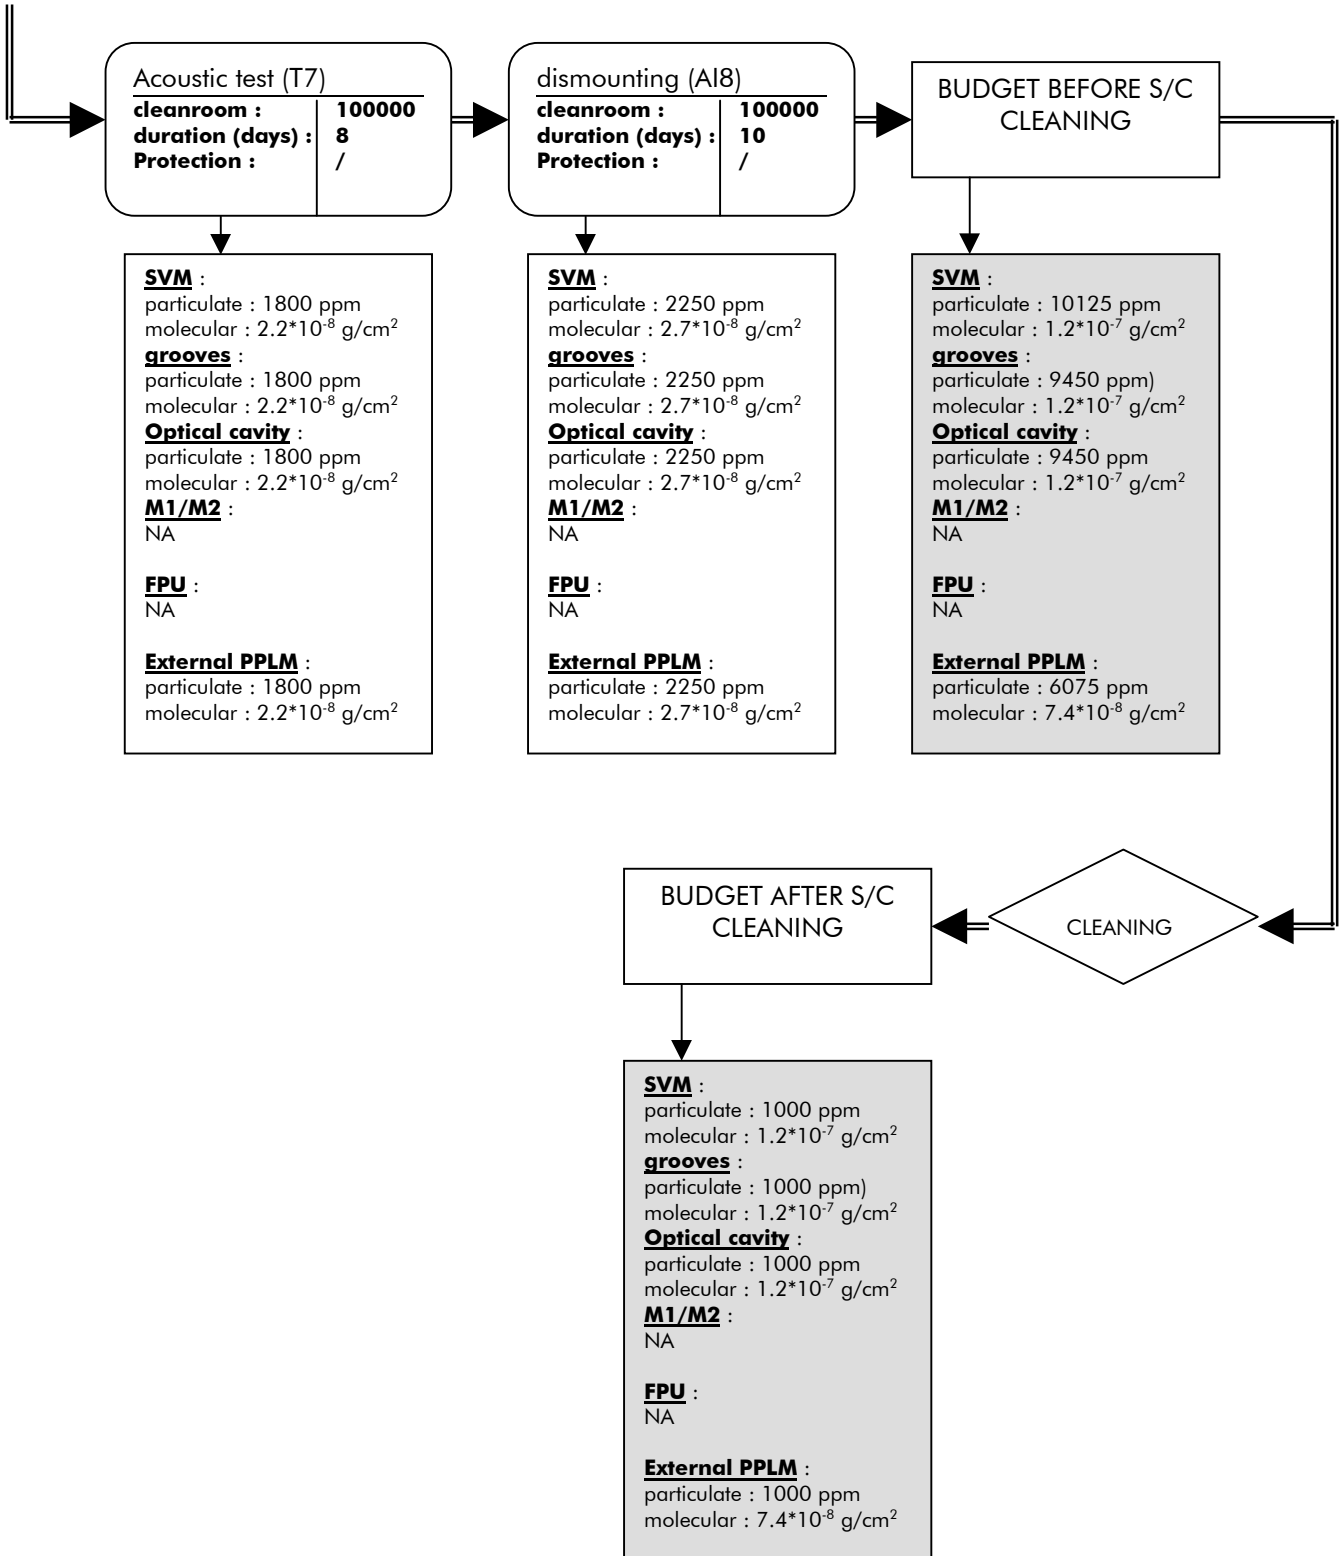 Acoustic test (T7)
cleanroom : 100000
duration (days) : 8
Protection : /
SVM :
particulate : 1800 ppm
molecular : 2.2*10⁻⁸ g/cm²
grooves :
particulate : 1800 ppm
molecular : 2.2*10⁻⁸ g/cm²
Optical cavity :
particulate : 1800 ppm
molecular : 2.2*10⁻⁸ g/cm²
M1/M2 :
NA
FPU :
NA
External PPLM :
particulate : 1800 ppm
molecular : 2.2*10⁻⁸ g/cm²
dismounting (AI8)
cleanroom : 100000
duration (days) : 10
Protection : /
SVM :
particulate : 2250 ppm
molecular : 2.7*10⁻⁸ g/cm²
grooves :
particulate : 2250 ppm
molecular : 2.7*10⁻⁸ g/cm²
Optical cavity :
particulate : 2250 ppm
molecular : 2.7*10⁻⁸ g/cm²
M1/M2 :
NA
FPU :
NA
External PPLM :
particulate : 2250 ppm
molecular : 2.7*10⁻⁸ g/cm²
BUDGET BEFORE S/C
CLEANING
SVM :
particulate : 10125 ppm
molecular : 1.2*10⁻⁷ g/cm²
grooves :
particulate : 9450 ppm)
molecular : 1.2*10⁻⁷ g/cm²
Optical cavity :
particulate : 9450 ppm
molecular : 1.2*10⁻⁷ g/cm²
M1/M2 :
NA
FPU :
NA
External PPLM :
particulate : 6075 ppm
molecular : 7.4*10⁻⁸ g/cm²
CLEANING
BUDGET AFTER S/C
CLEANING
SVM :
particulate : 1000 ppm
molecular : 1.2*10⁻⁷ g/cm²
grooves :
particulate : 1000 ppm)
molecular : 1.2*10⁻⁷ g/cm²
Optical cavity :
particulate : 1000 ppm
molecular : 1.2*10⁻⁷ g/cm²
M1/M2 :
NA
FPU :
NA
External PPLM :
particulate : 1000 ppm
molecular : 7.4*10⁻⁸ g/cm²